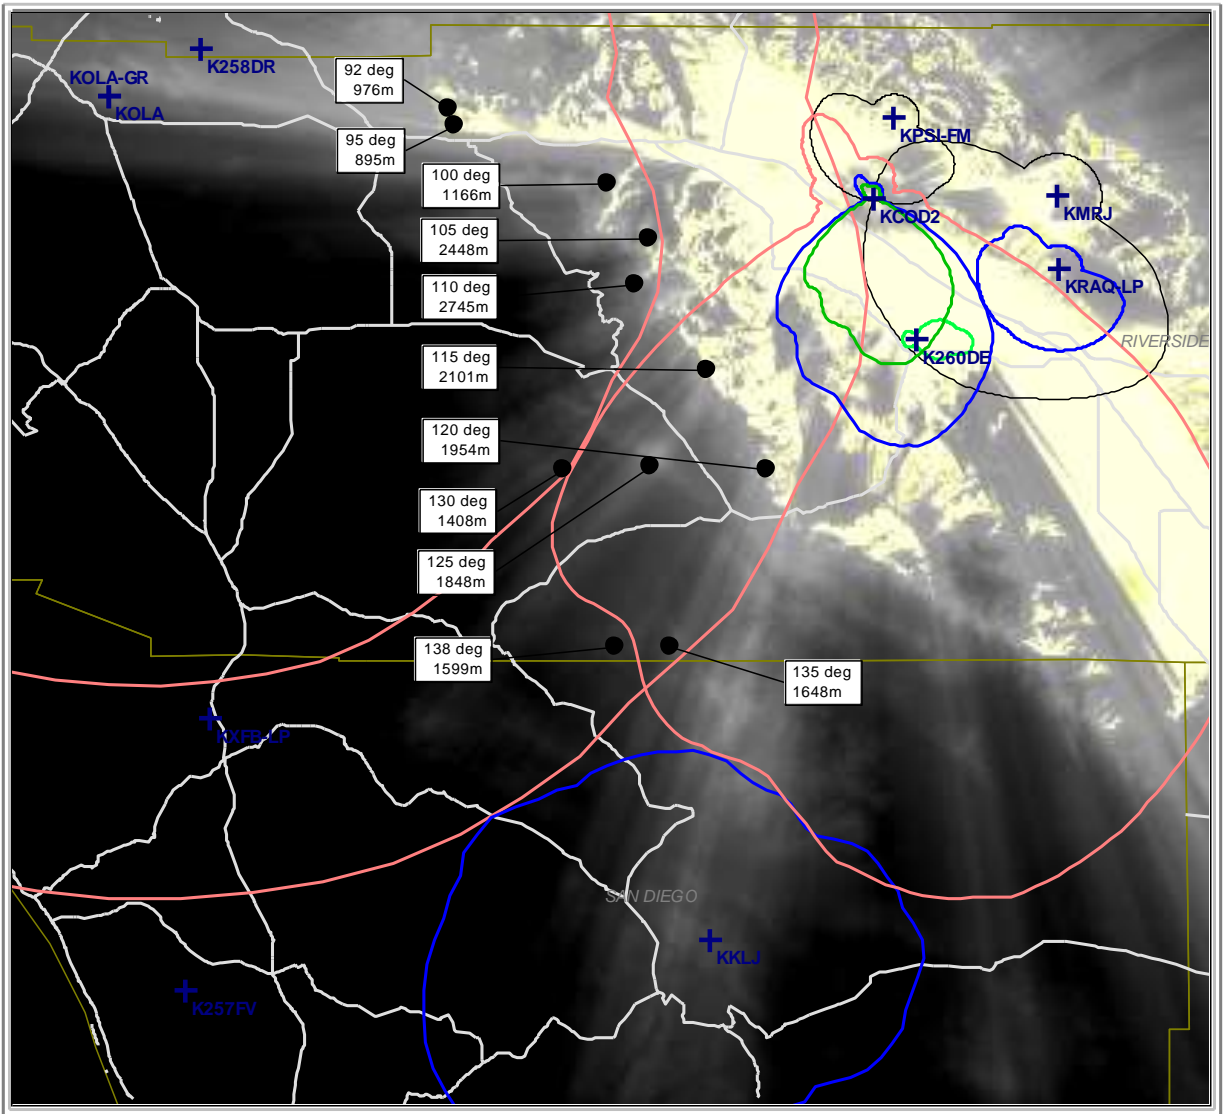 K258DR
KOLA-GR
KOLA
92 deg
976m
95 deg
895m
KPSI-FM
100 deg
1166m
KMRJ
KCOD2
105 deg
2448m
110 deg
2745m
KRAQ-LP
RIVERSIDE
K260DE
115 deg
2101m
120 deg
1954m
130 deg
1408m
125 deg
1848m
138 deg
1599m
135 deg
1648m
KXFB-LP
SAN DIEGO
KKLJ
K257FV